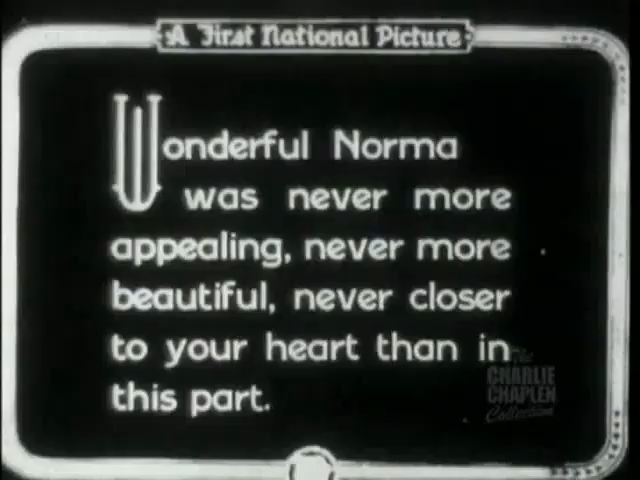 A First National Picture
Wonderful Norma
was never more
appealing, never more
beautiful, never closer
to your heart than in
this part.
The
CHARLIE
CHAPLIN
Collection